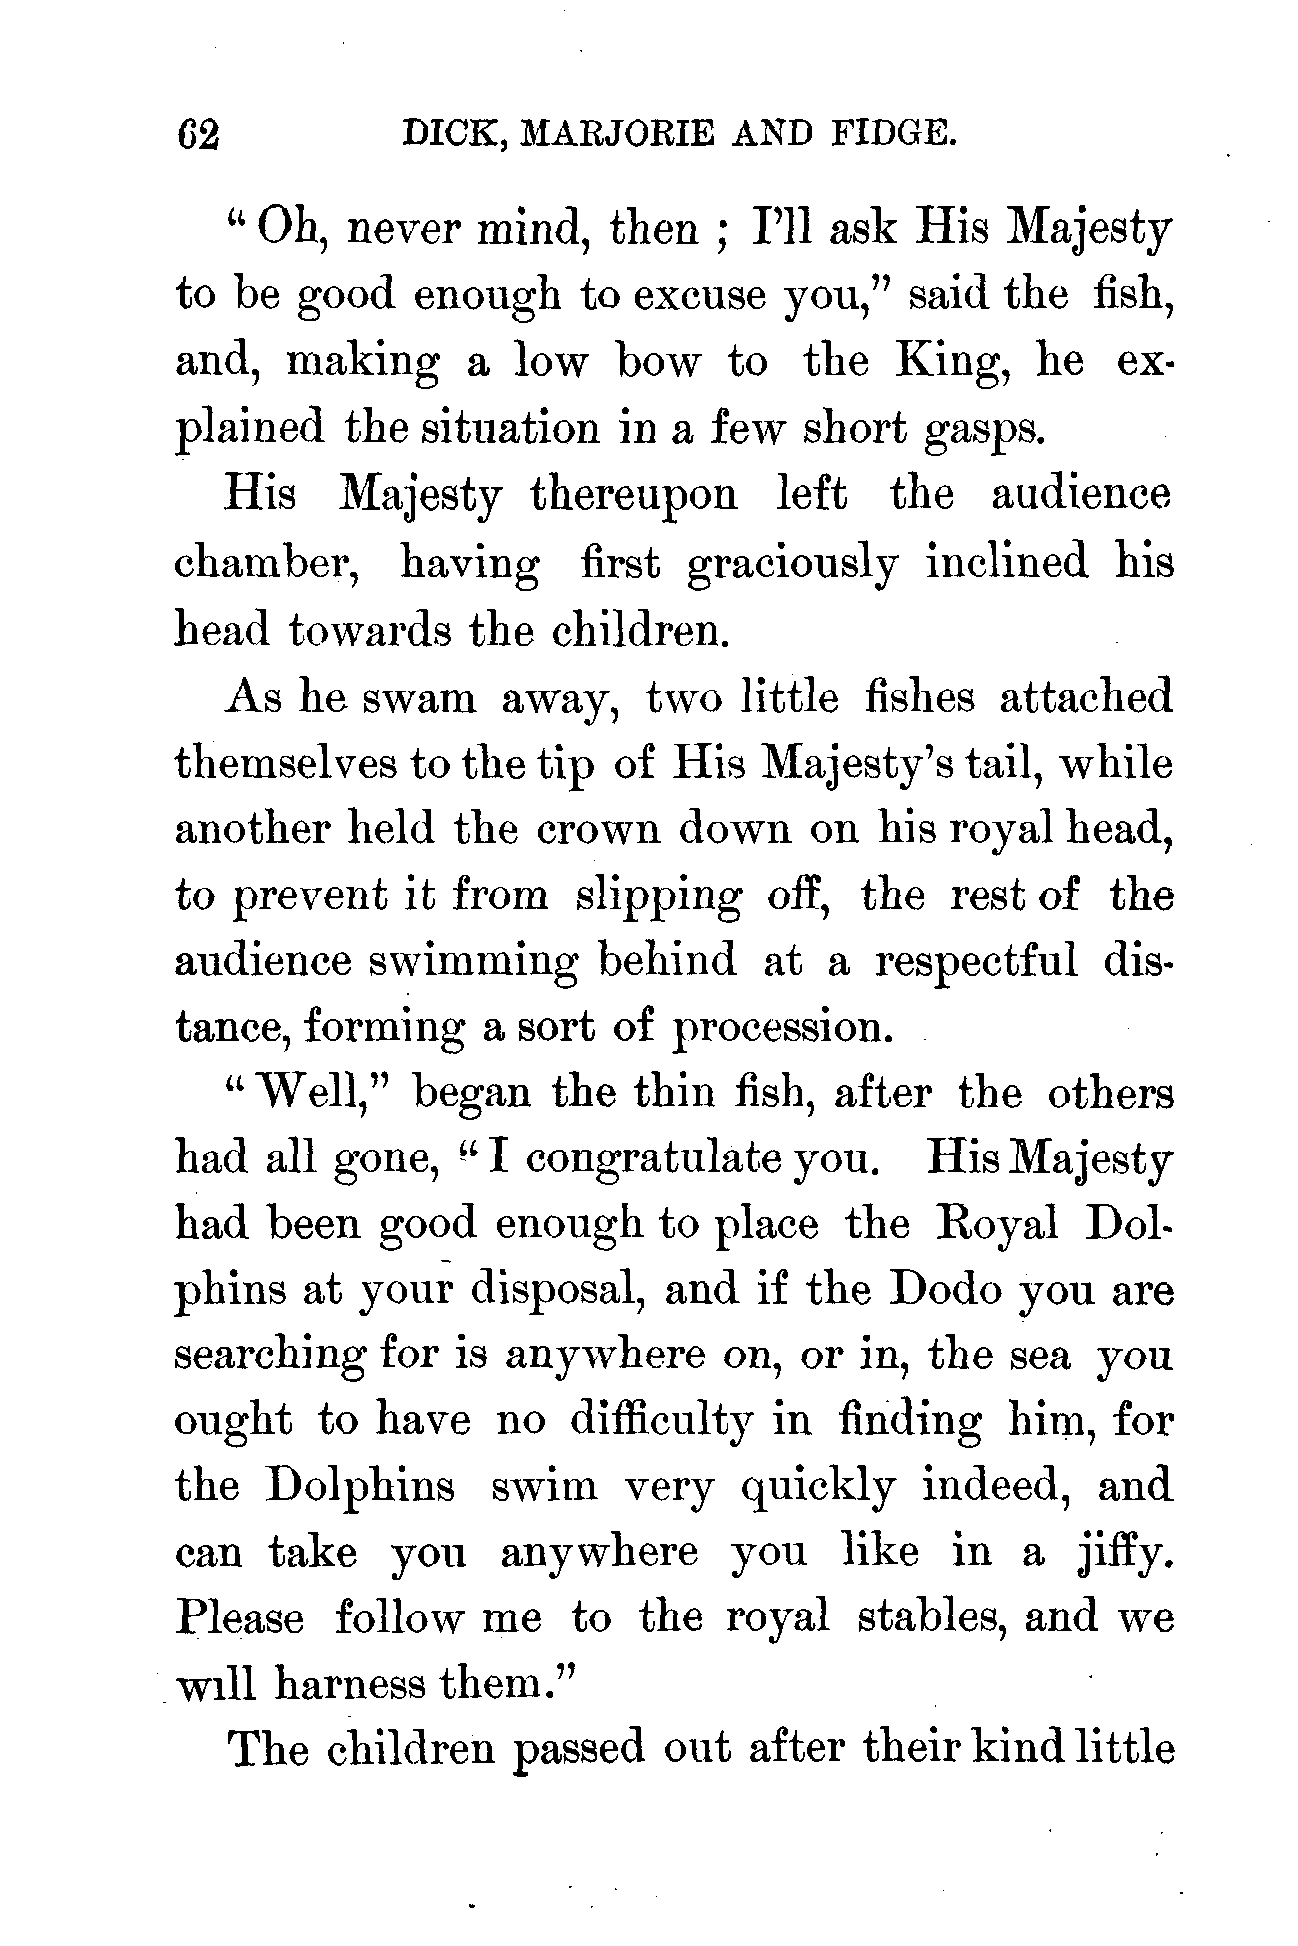 62 DICK, MARJORIE AND FIDGE.
“ Oh, never mind, then ; I’ll ask His Majesty
to be good enough to excuse you,” said the fish,
and, making a low bow to the King, he ex-
plained the situation in a few short gasps.
His Majesty thereupon left the audience
chamber, having first graciously inclined his
head towards the children.
As he swam away, two little fishes attached
themselves to the tip of His Majesty’s tail, while
another held the crown down on his royal head,
to prevent it from slipping off, the rest of the
audience swimming behind at a respectful dis-
tance, forming a sort of procession.
“ Well,” began the thin fish, after the others
had all gone, “ I congratulate you. His Majesty
had been good enough to place the Royal Dol-
phins at your disposal, and if the Dodo you are
searching for is anywhere on, or in, the sea you
ought to have no difficulty in finding him, for
the Dolphins swim very quickly indeed, and
can take you anywhere you like in a jiffy.
Please follow me to the royal stables, and we
will harness them.”
The children passed out after their kind little